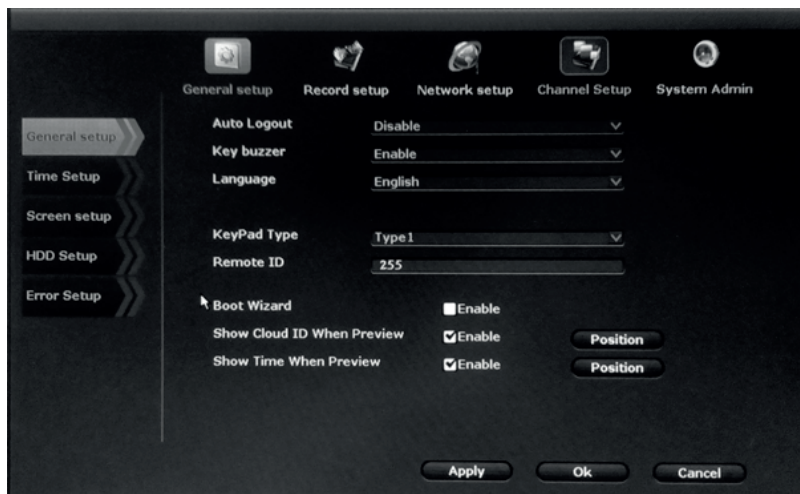 General setup Record setup Network setup Channel Setup System Admin
General setup
Time Setup
Screen setup
HDD Setup
Error Setup
Auto Logout Disable
Key buzzer Enable
Language English
KeyPad Type Type1
Remote ID 255
Boot Wizard Enable
Show Cloud ID When Preview Enable Position
Show Time When Preview Enable Position
Apply Ok Cancel